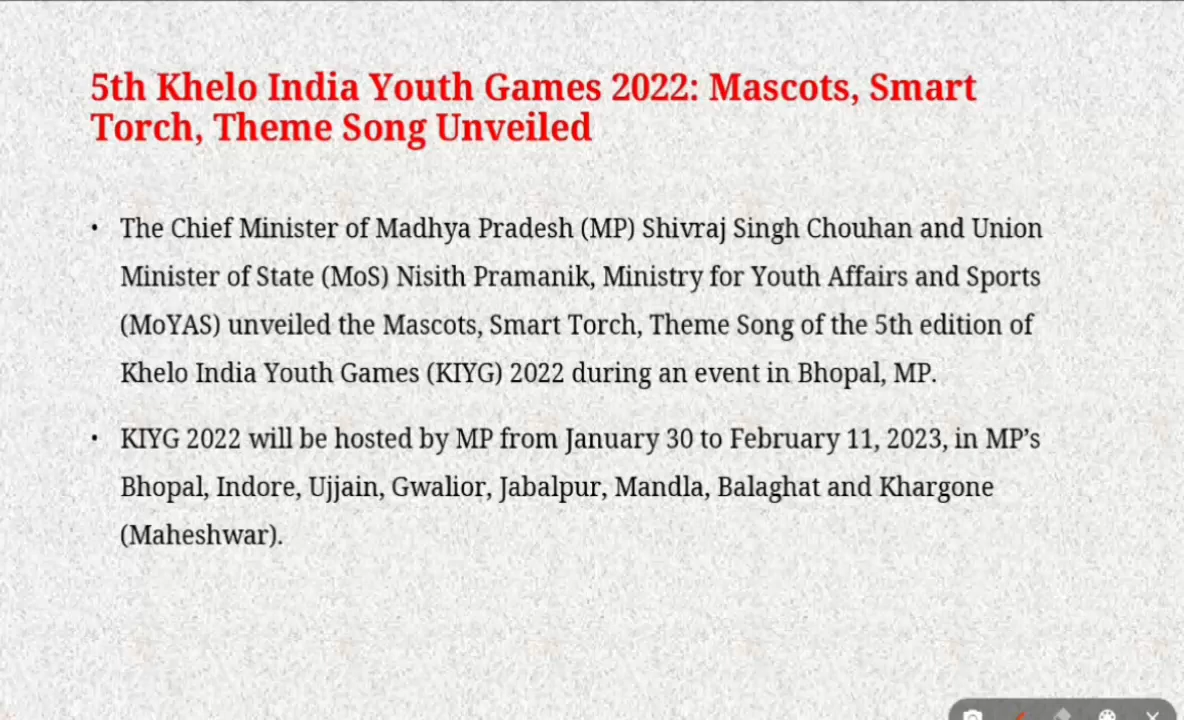 5th Khelo India Youth Games 2022: Mascots, Smart
Torch, Theme Song Unveiled
• The Chief Minister of Madhya Pradesh (MP) Shivraj Singh Chouhan and Union
Minister of State (MoS) Nisith Pramanik, Ministry for Youth Affairs and Sports
(MoYAS) unveiled the Mascots, Smart Torch, Theme Song of the 5th edition of
Khelo India Youth Games (KIYG) 2022 during an event in Bhopal, MP.
• KIYG 2022 will be hosted by MP from January 30 to February 11, 2023, in MP’s
Bhopal, Indore, Ujjain, Gwalior, Jabalpur, Mandla, Balaghat and Khargone
(Maheshwar).